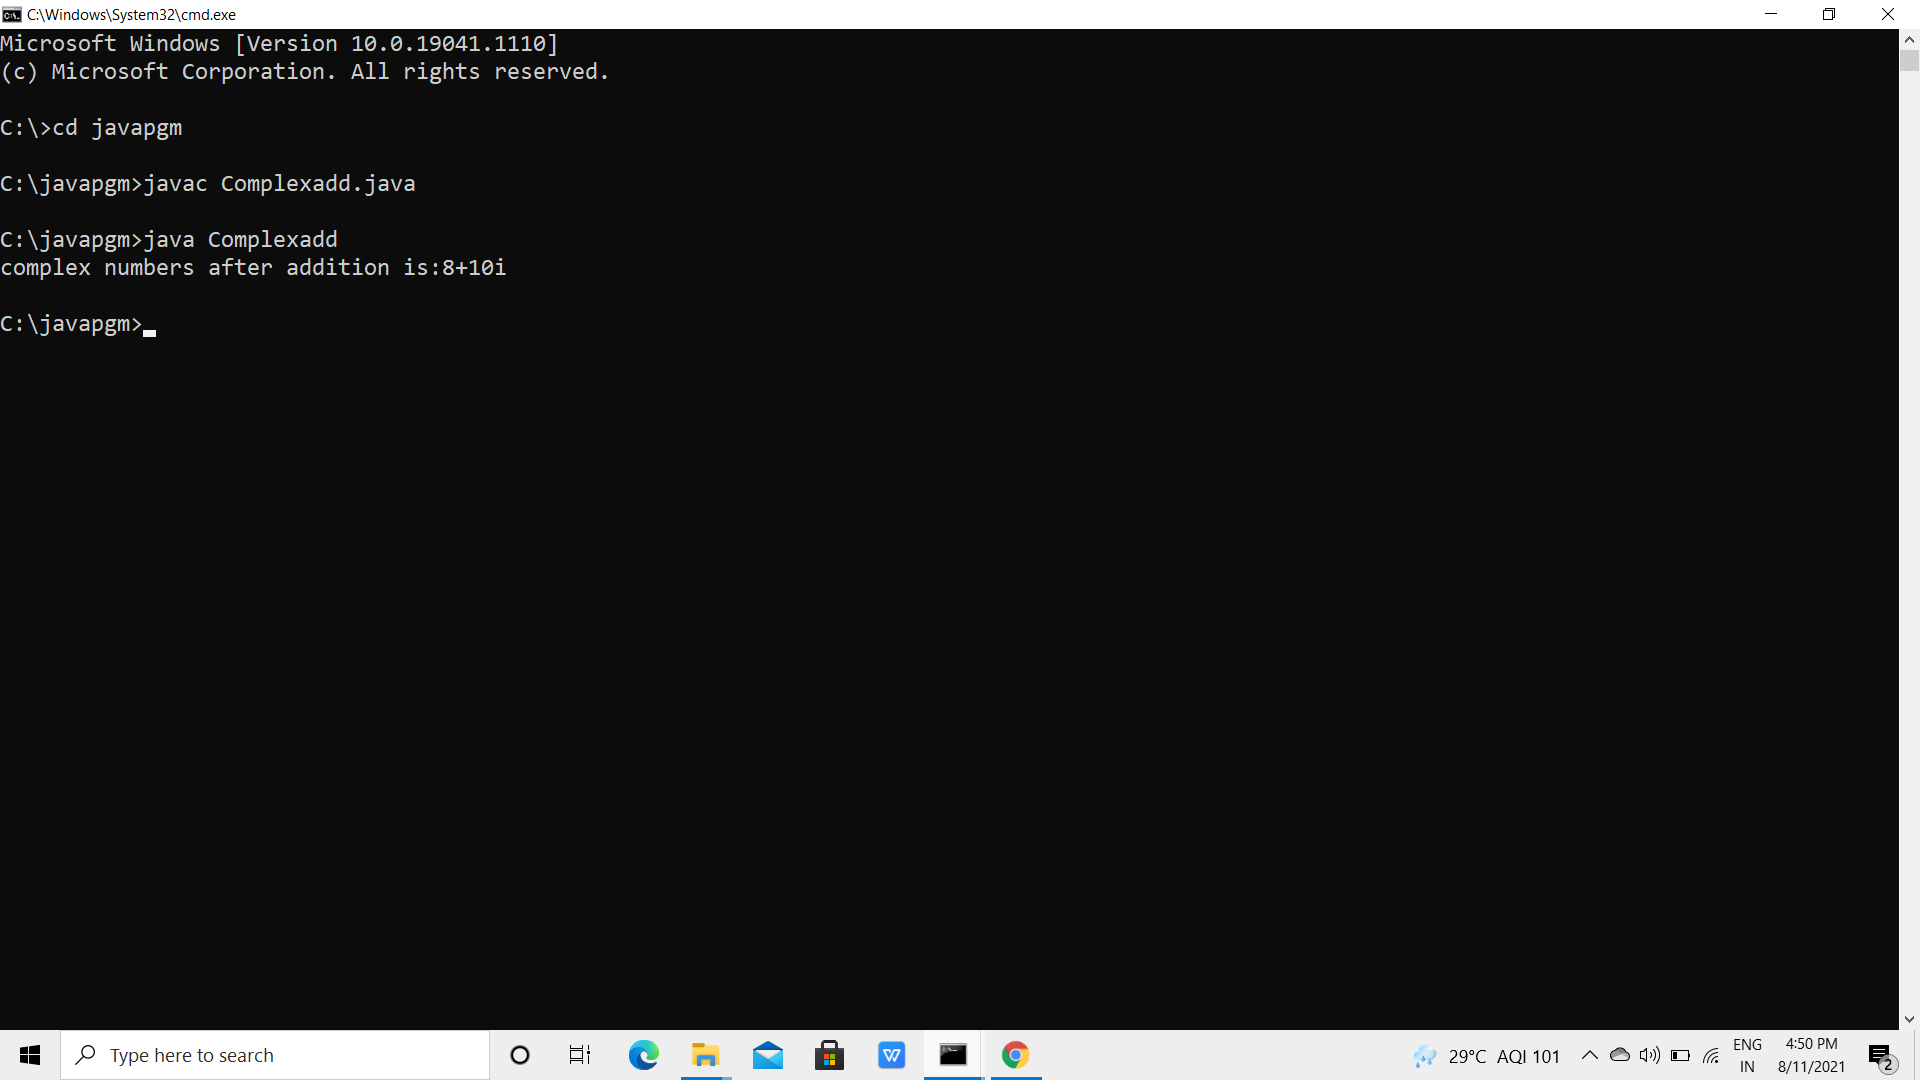 C:\Windows\System32\cmd.exe
Microsoft Windows [Version 10.0.19041.1110]
(c) Microsoft Corporation. All rights reserved.
C:\>cd javapgm
C:\javapgm>javac Complexadd.java
C:\javapgm>java Complexadd
complex numbers after addition is:8+10i
C:\javapgm>
Type here to search
29°C AQI 101
ENG
IN
4:50 PM
8/11/2021
2